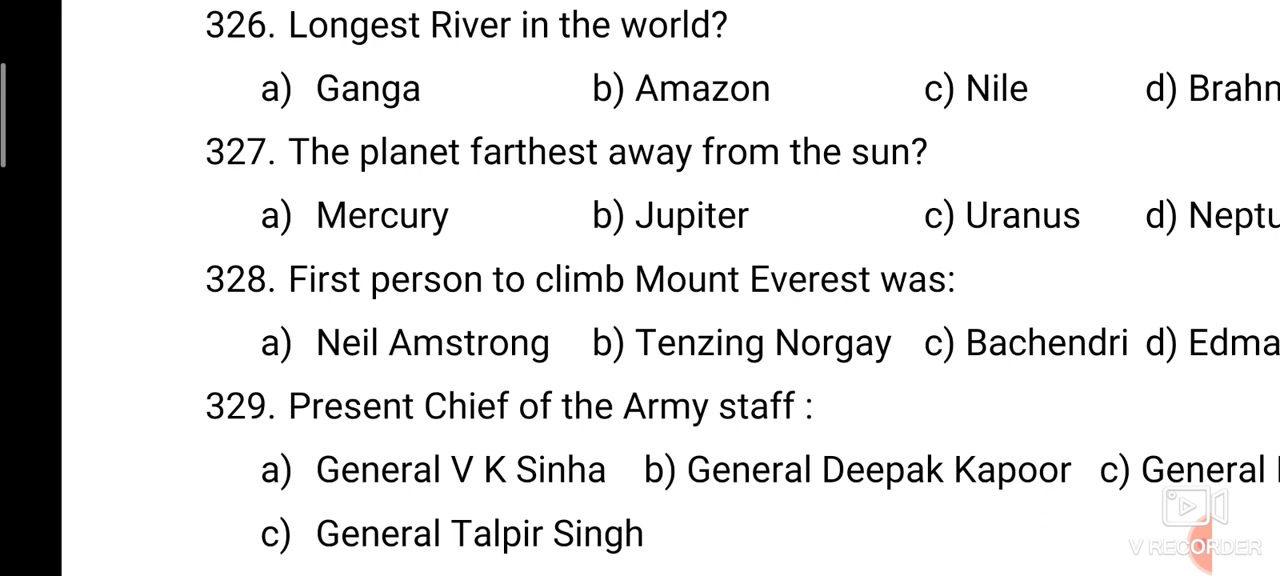 326. Longest River in the world?
a) Ganga b) Amazon c) Nile d) Brahm
327. The planet farthest away from the sun?
a) Mercury b) Jupiter c) Uranus d) Neptu
328. First person to climb Mount Everest was:
a) Neil Amstrong b) Tenzing Norgay c) Bachendri d) Edma
329. Present Chief of the Army staff :
a) General V K Sinha b) General Deepak Kapoor c) General
c) General Talpir Singh
V RECORDER